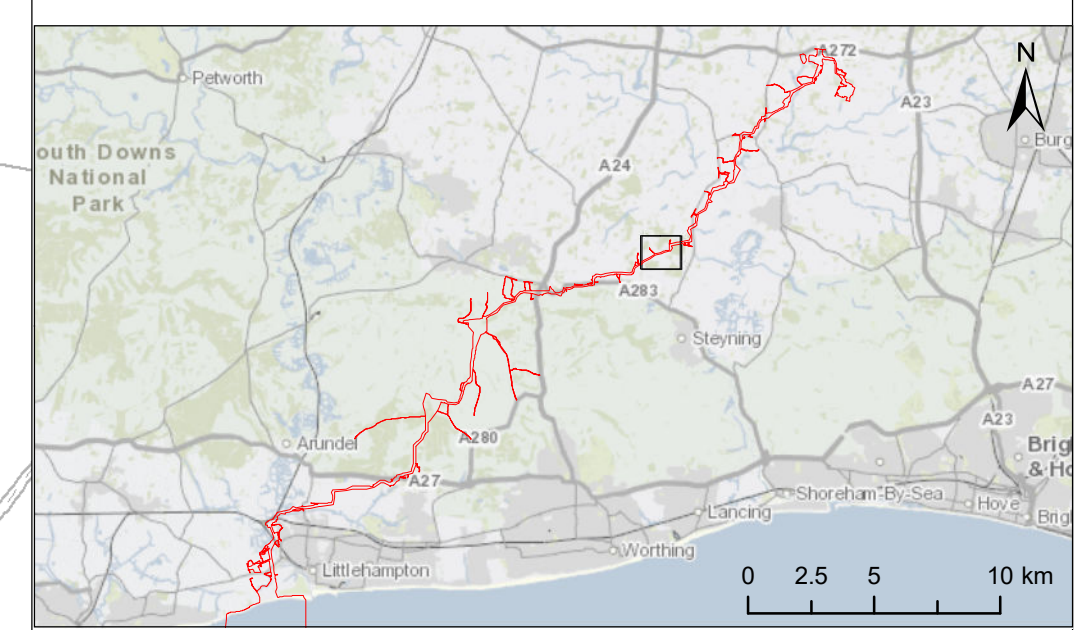 A272
N
Petworth
A23
Burg
outh Downs
National
Park
A24
A283
Steyning
A27
A23
Arundel
A280
Brig
& Ho
A27
Shoreham-By-Sea
Hove
Lancing
Brig
Worthing
Littlehampton
0 2.5 5 10 km